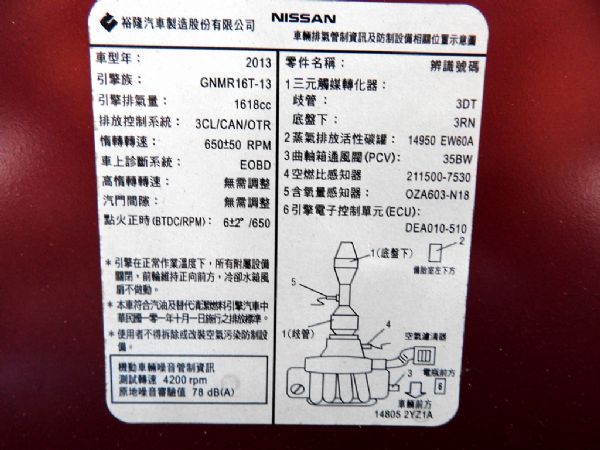 裕隆汽車製造股份有限公司
NISSAN
車輛排氣管制資訊及防制設備相關位置示意圖
車型年： 2013
引擎族： GNMR16T-13
引擎排氣量： 1618cc
排放控制系統： 3CL/CAN/OTR
惰轉轉速： 650±50 RPM
車上診斷系統： EOBD
高惰轉轉速： 無需調整
汽門間隙： 無需調整
點火正時(BTDC/RPM)： 6±2°/650
＊引擎在正常作業溫度下，所有附屬設備
關閉，前輪維持正向前方，冷卻水箱風
扇不做動。
＊本車符合汽油及替代清潔燃料引擎汽車中
華民國一０一年十月一日施行之排放標準。
＊使用者不得拆除或改裝空氣污染防制設
備。
機動車輛噪音管制資訊
測試轉速 4200 rpm
原地噪音審驗值 78 dB(A)
零件名稱： 辨識號碼
1 三元觸媒轉化器：
歧管： 3DT
底盤下： 3RN
2 蒸氣排放活性碳罐： 14950 EW60A
3 曲軸箱通風閥(PCV)： 35BW
4 空燃比感知器 211500-7530
5 含氧量感知器： OZA603-N18
6 引擎電子控制單元(ECU)：
DEA010-510
1(底盤下)
2
備胎室左下方
5
1(歧管)
4
空氣濾清器
電瓶前方
3
6
車輛前方
14805 2YZ1A